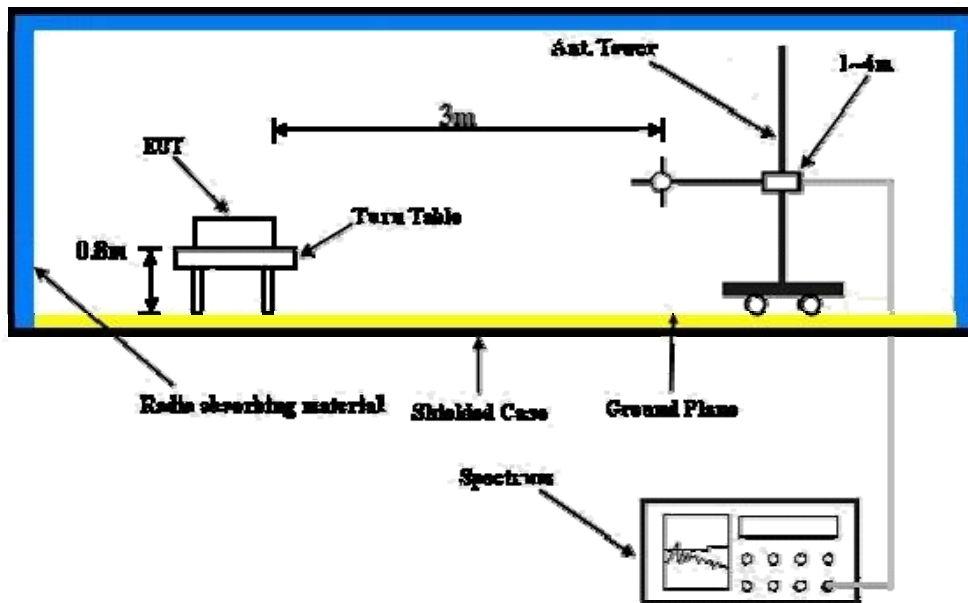 Ant. Tower
1~4m
3m
EUT
Turn Table
0.8m
Radio absorbing material
Shielded Case
Ground Plane
Spectrum